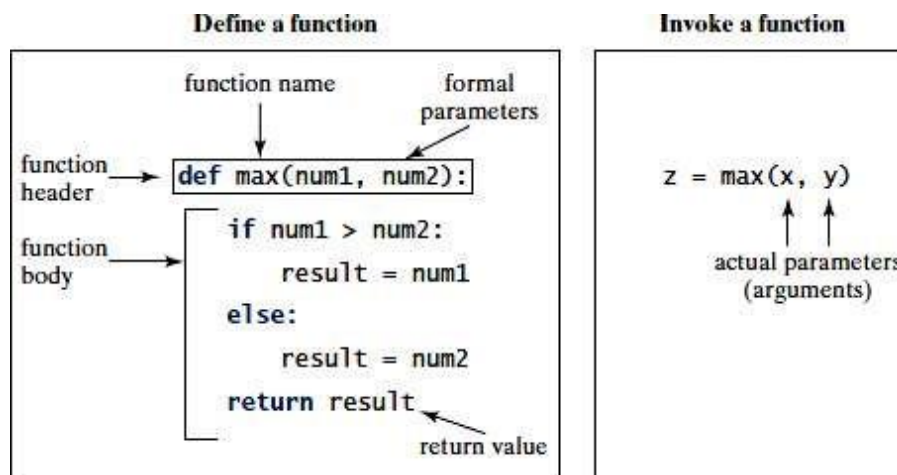 Define a function
Invoke a function
function name
formal
parameters
function
header
def max(num1, num2):
function
body
if num1 > num2:
result = num1
else:
result = num2
return result
return value
z = max(x, y)
actual parameters
(arguments)